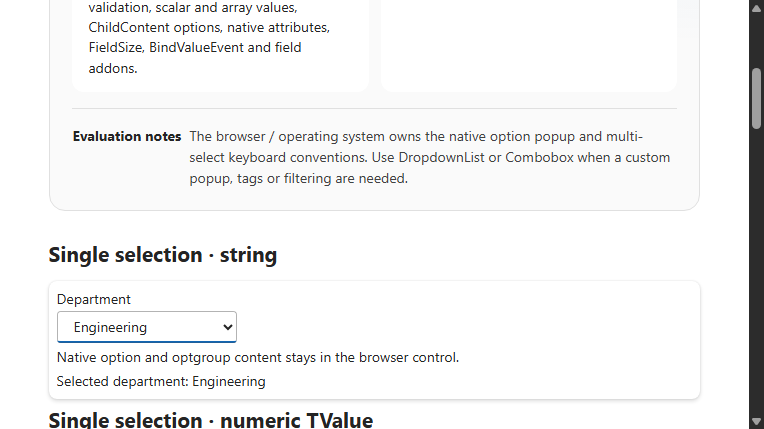 validation, scalar and array values,
ChildContent options, native attributes,
FieldSize, BindValueEvent and field
addons.
Evaluation notes The browser / operating system owns the native option popup and multi-
select keyboard conventions. Use DropdownList or Combobox when a custom
popup, tags or filtering are needed.
Single selection · string
Department
Engineering
Native option and optgroup content stays in the browser control.
Selected department: Engineering
Single selection · numeric TValue